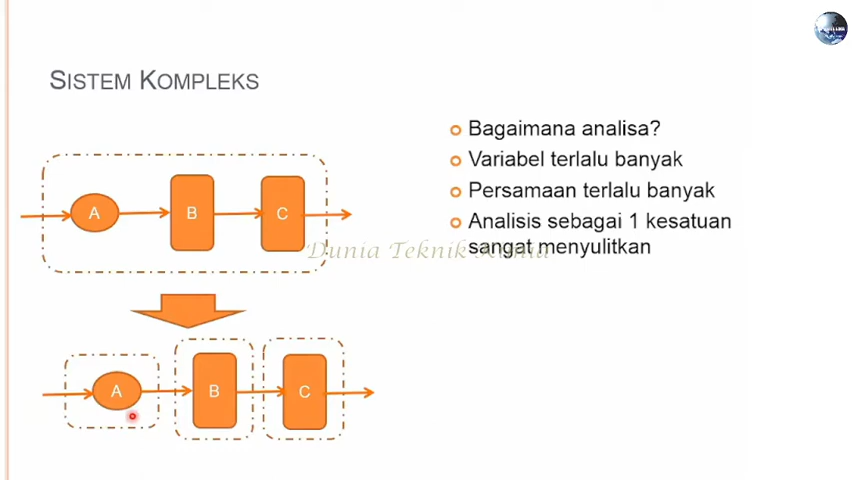 SISTEM KOMPLEKS
Bagaimana analisa?
Variabel terlalu banyak
Persamaan terlalu banyak
Analisis sebagai 1 kesatuan
sangat menyulitkan
Dunia Teknik Kimia
A
B
C
A
B
C